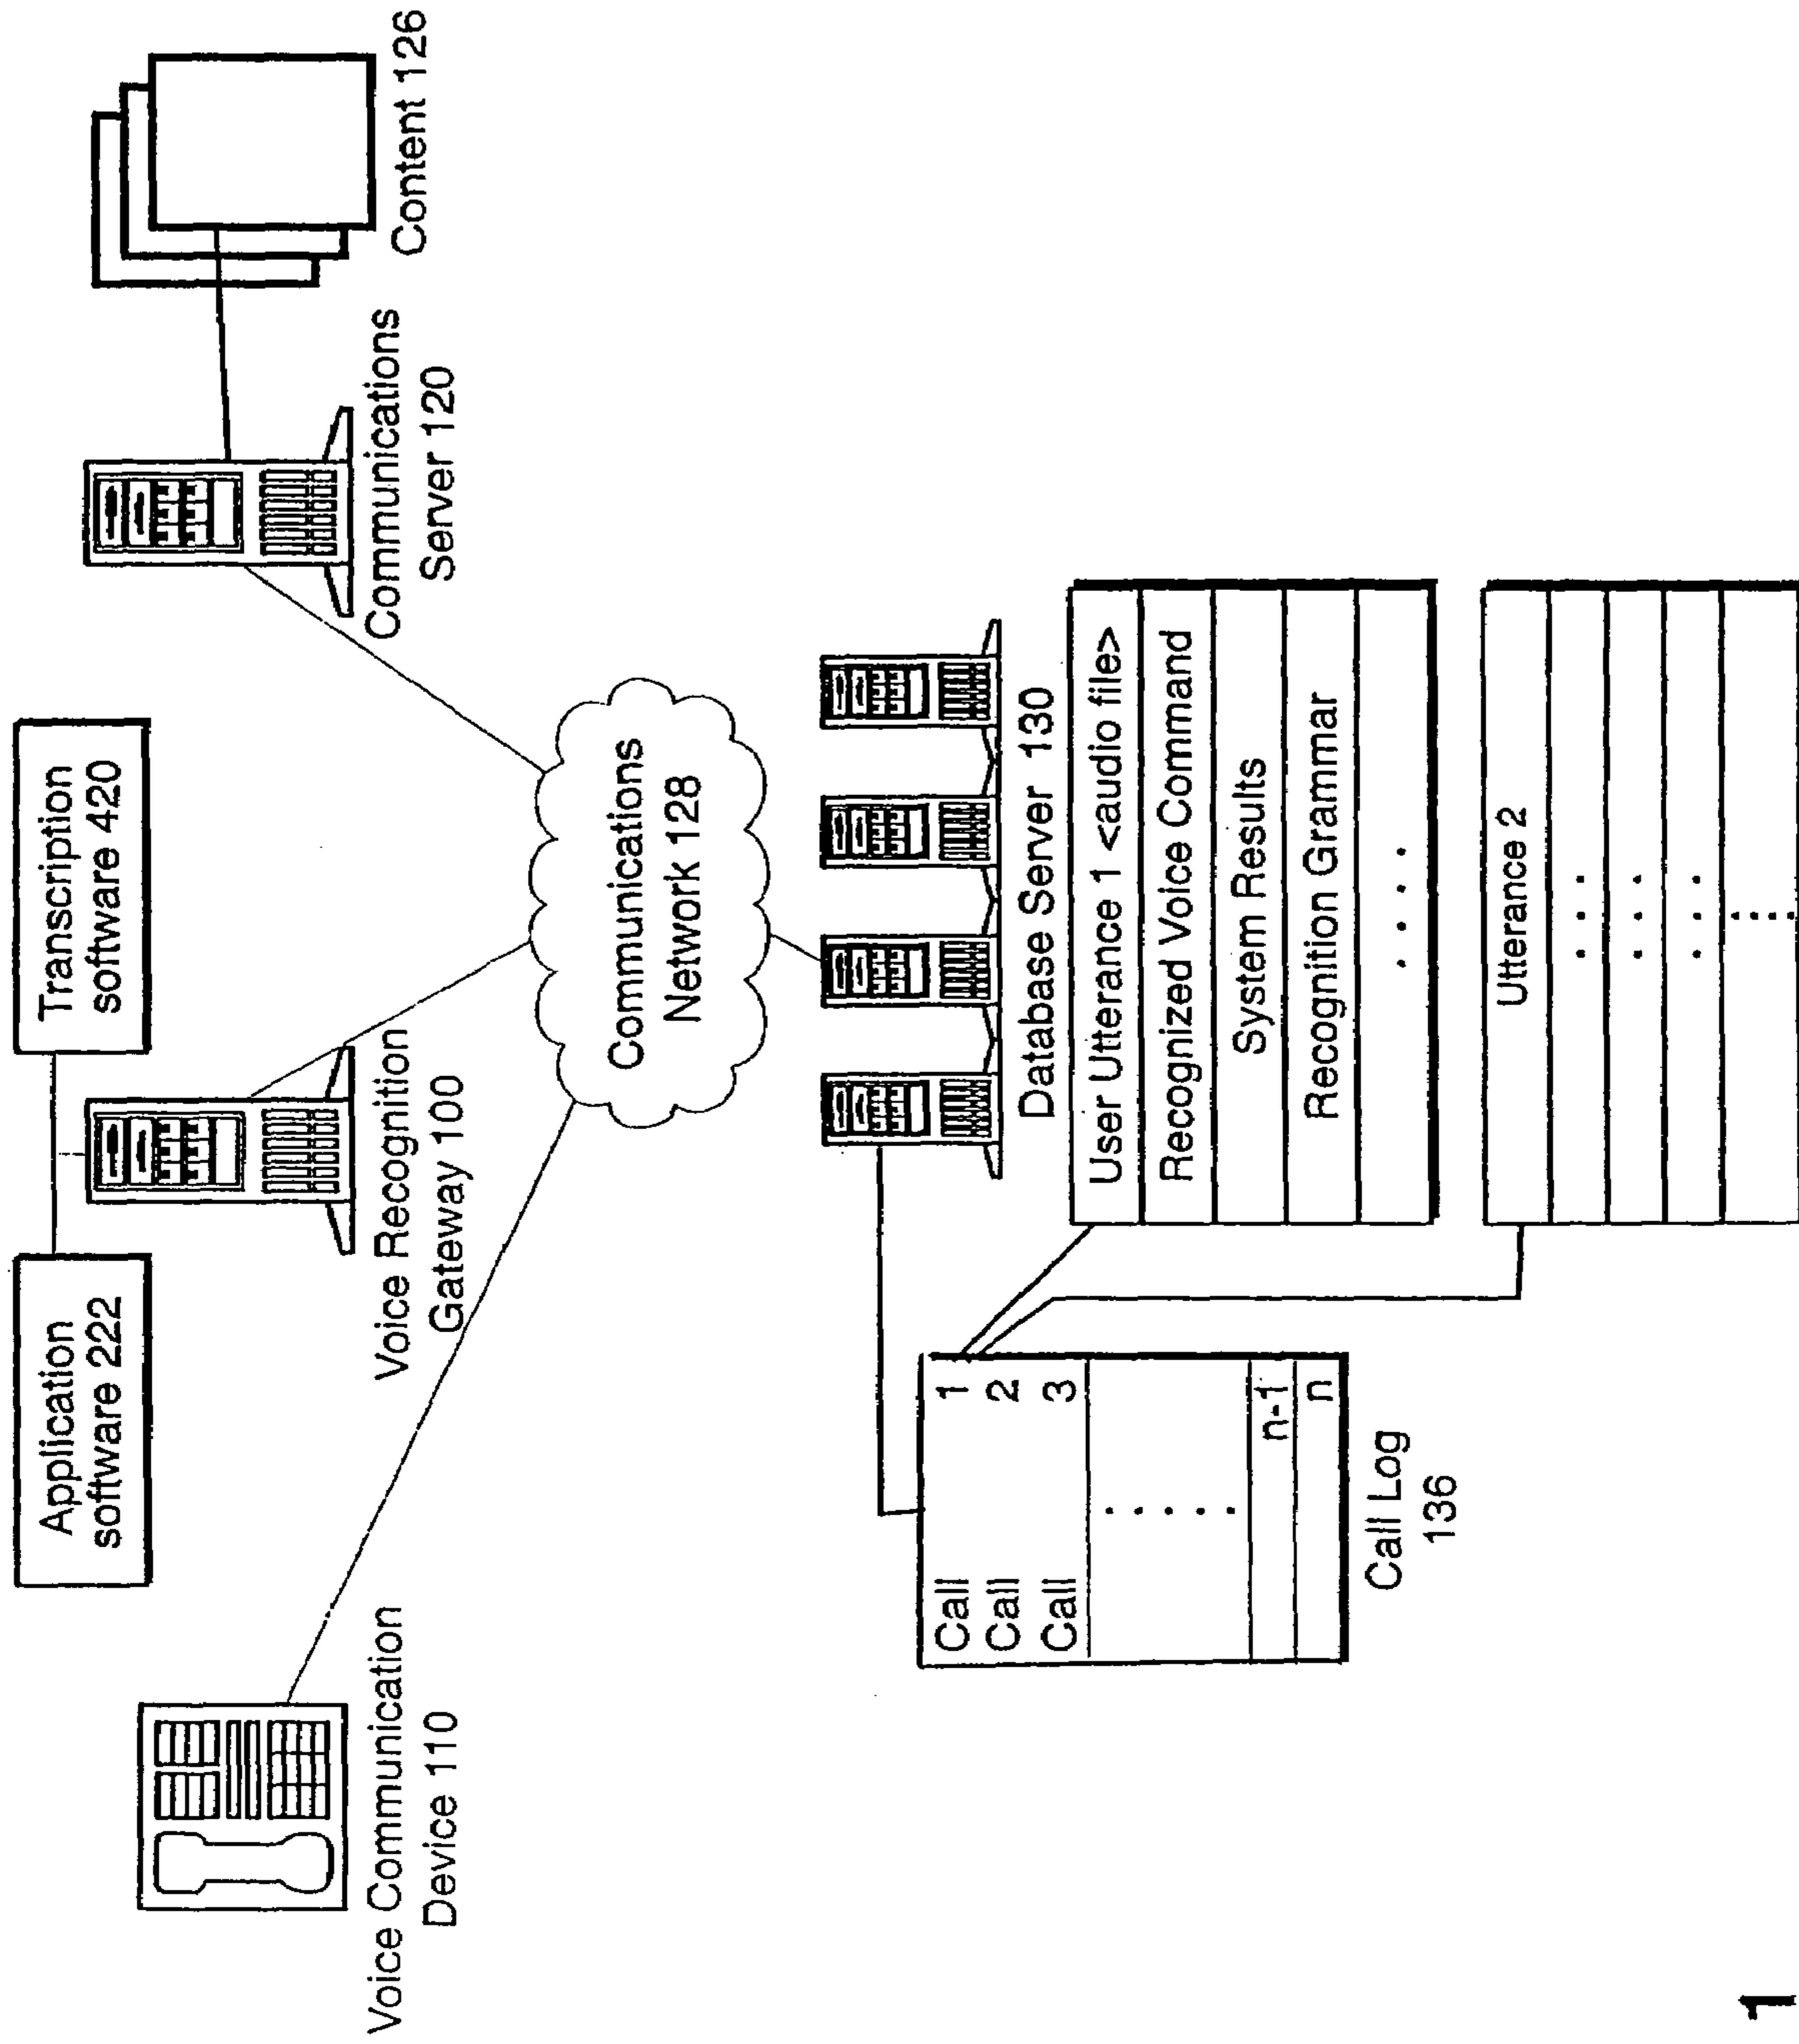 Application
software 222
Transcription
software 420
Voice Communication
Device 110
Voice Recognition
Gateway 100
Communications
Server 120
Content 126
Communications
Network 128
Database Server 130
Call 1
Call 2
Call 3
. . . . .
n-1
n
Call Log
136
User Utterance 1 <audio file>
Recognized Voice Command
System Results
Recognition Grammar
. . . .
Utterance 2
. . .
. . .
. . .
. . .
1